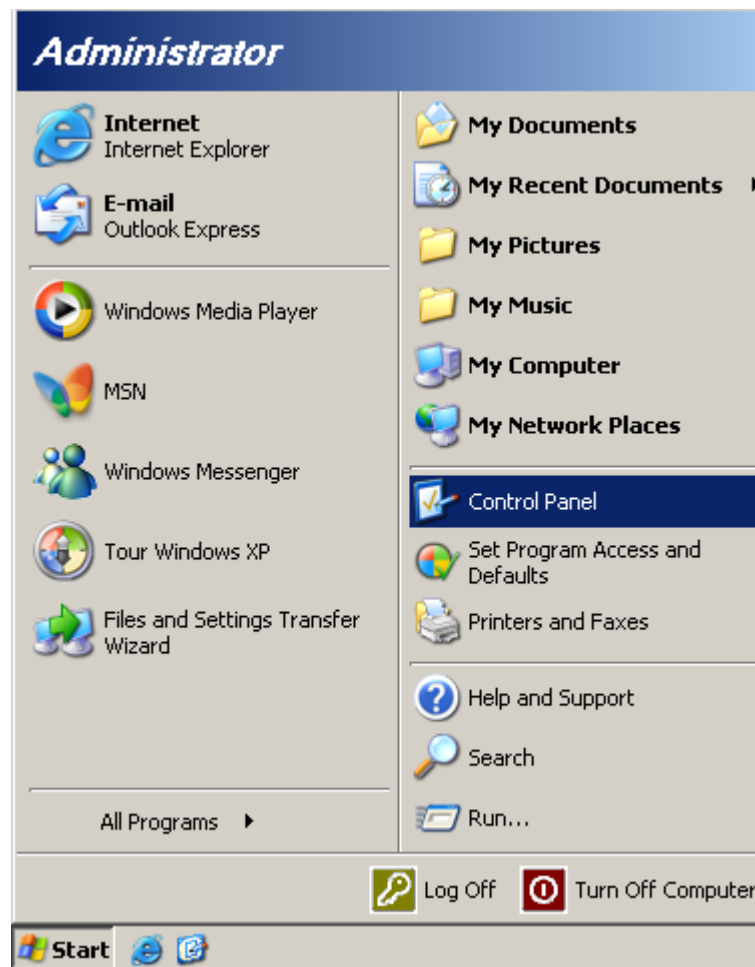 Administrator
Internet
Internet Explorer
E-mail
Outlook Express
Windows Media Player
MSN
Windows Messenger
Tour Windows XP
Files and Settings Transfer
Wizard
All Programs
My Documents
My Recent Documents
My Pictures
My Music
My Computer
My Network Places
Control Panel
Set Program Access and
Defaults
Printers and Faxes
Help and Support
Search
Run...
Log Off
Turn Off Computer
Start